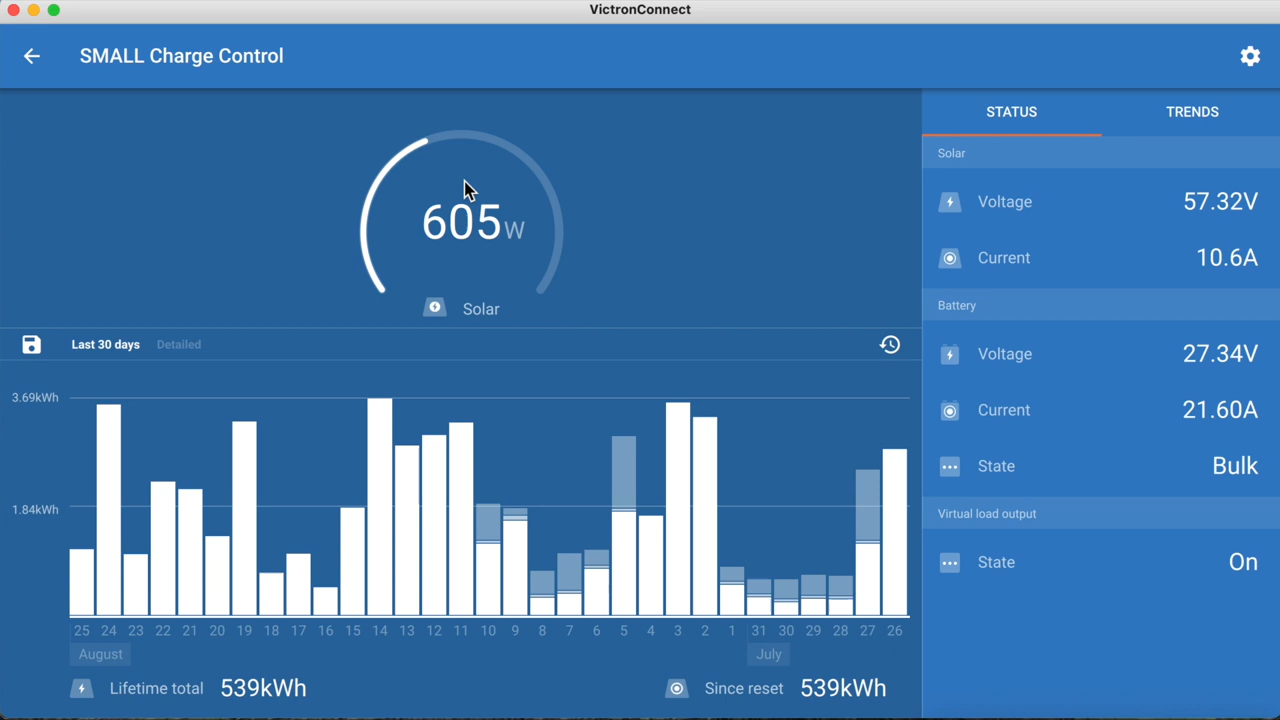 VictronConnect
SMALL Charge Control
605W
Solar
Last 30 days Detailed
3.69kWh
1.84kWh
25 24 23 22 21 20 19 18 17 16 15 14 13 12 11 10 9 8 7 6 5 4 3 2 1 31 30 29 28 27 26
August July
Lifetime total 539kWh Since reset 539kWh
STATUS TRENDS
Solar
Voltage 57.32V
Current 10.6A
Battery
Voltage 27.34V
Current 21.60A
State Bulk
Virtual load output
State On